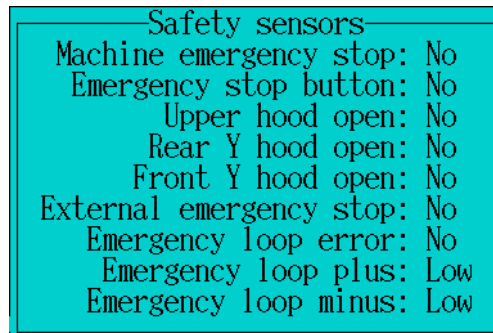 Safety sensors
Machine emergency stop: No
Emergency stop button: No
Upper hood open: No
Rear Y hood open: No
Front Y hood open: No
External emergency stop: No
Emergency loop error: No
Emergency loop plus: Low
Emergency loop minus: Low